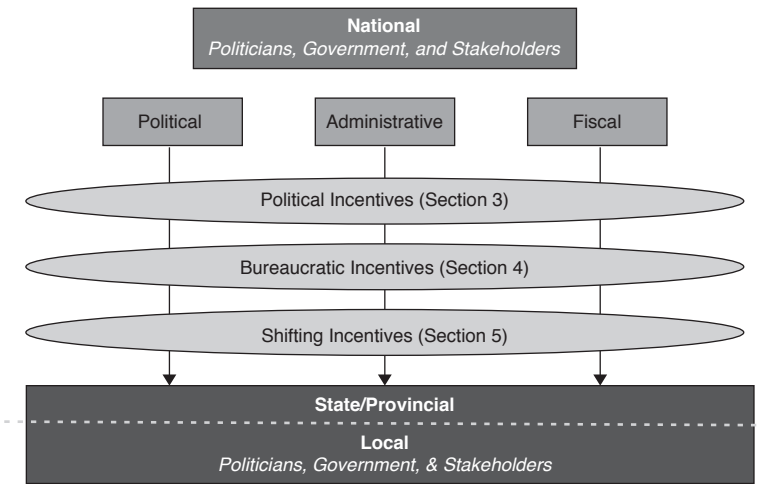 National
Politicians, Government, and Stakeholders
Political
Administrative
Fiscal
Political Incentives (Section 3)
Bureaucratic Incentives (Section 4)
Shifting Incentives (Section 5)
State/Provincial
Local
Politicians, Government, & Stakeholders